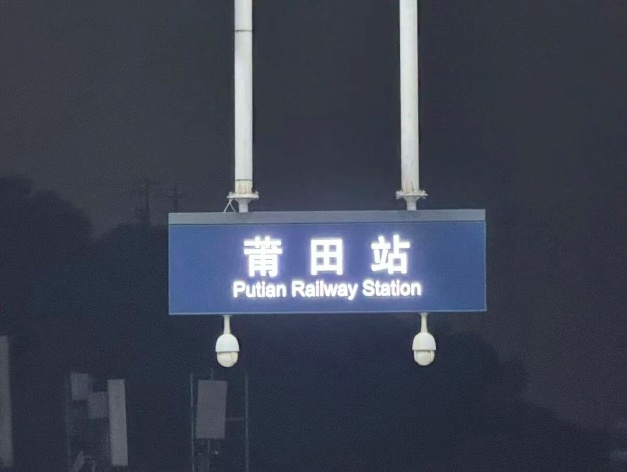 莆田站
Putian Railway Station